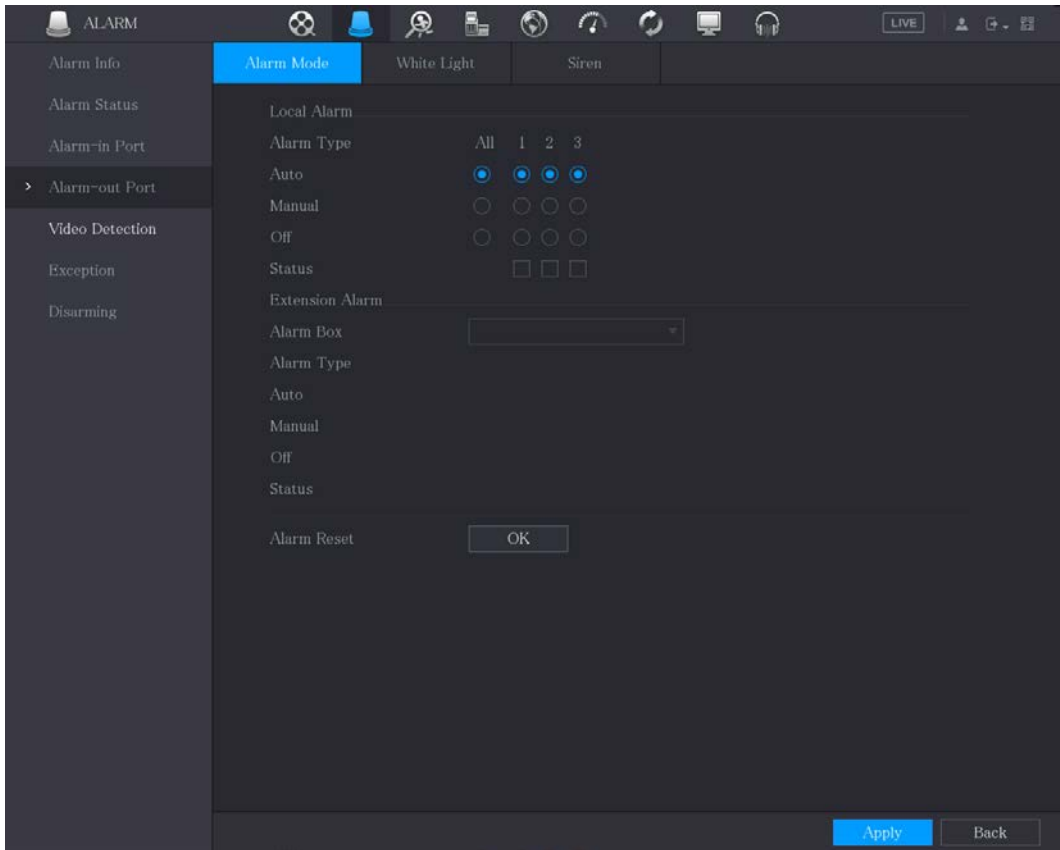 ALARM
LIVE
Alarm Info
Alarm Status
Alarm-in Port
Alarm-out Port
Video Detection
Exception
Disarming
Alarm Mode White Light Siren
Local Alarm
Alarm Type All 1 2 3
Auto
Manual
Off
Status
Extension Alarm
Alarm Box
Alarm Type
Auto
Manual
Off
Status
Alarm Reset OK
Apply Back